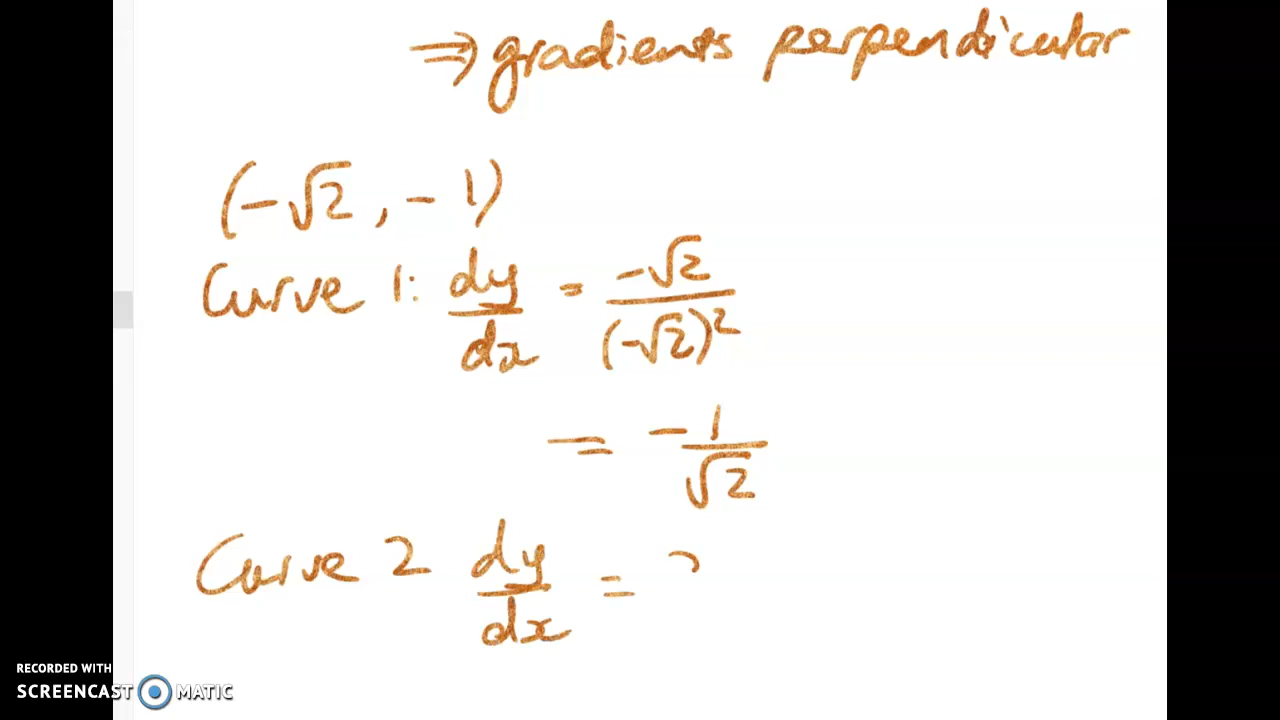 ⇒ gradients perpendicular
(-√2, -1)
Curve 1: dy/dx = -√2/(-√2)²
= -1/√2
Curve 2 dy/dx =
RECORDED WITH
SCREENCAST MATIC